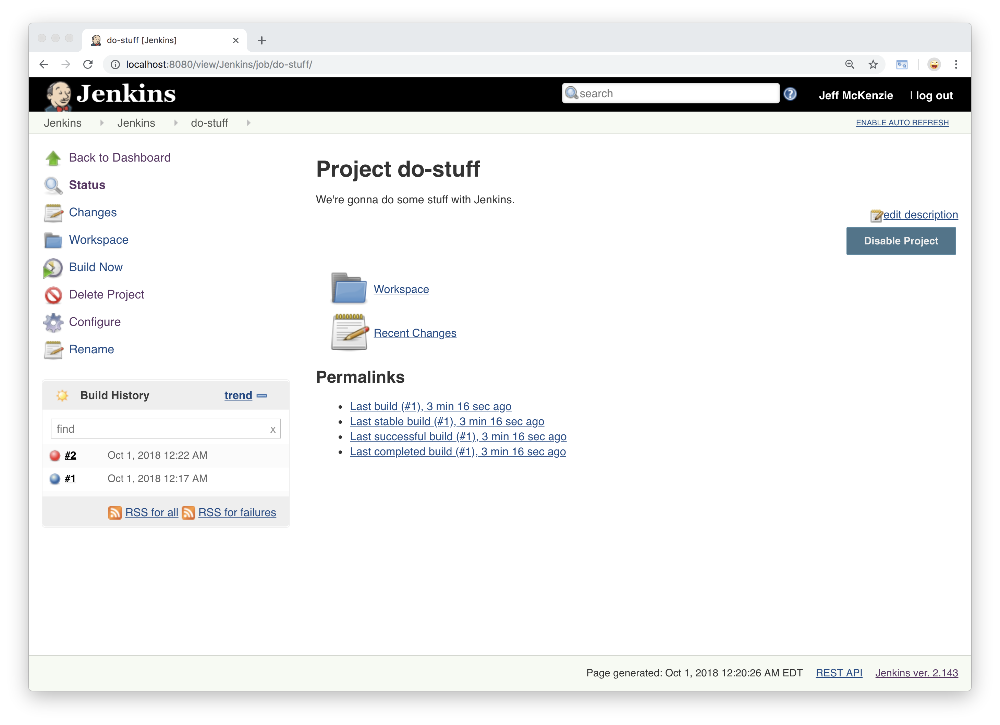 do-stuff [Jenkins]
localhost:8080/view/Jenkins/job/do-stuff/
Jenkins
search
Jeff McKenzie | log out
Jenkins
Jenkins
do-stuff
ENABLE AUTO REFRESH
Back to Dashboard
Status
Changes
Workspace
Build Now
Delete Project
Configure
Rename
Build History
trend
find
x
#2 Oct 1, 2018 12:22 AM
#1 Oct 1, 2018 12:17 AM
RSS for all RSS for failures
Project do-stuff
We're gonna do some stuff with Jenkins.
edit description
Disable Project
Workspace
Recent Changes
Permalinks
Last build (#1), 3 min 16 sec ago
Last stable build (#1), 3 min 16 sec ago
Last successful build (#1), 3 min 16 sec ago
Last completed build (#1), 3 min 16 sec ago
Page generated: Oct 1, 2018 12:20:26 AM EDT REST API Jenkins ver. 2.143